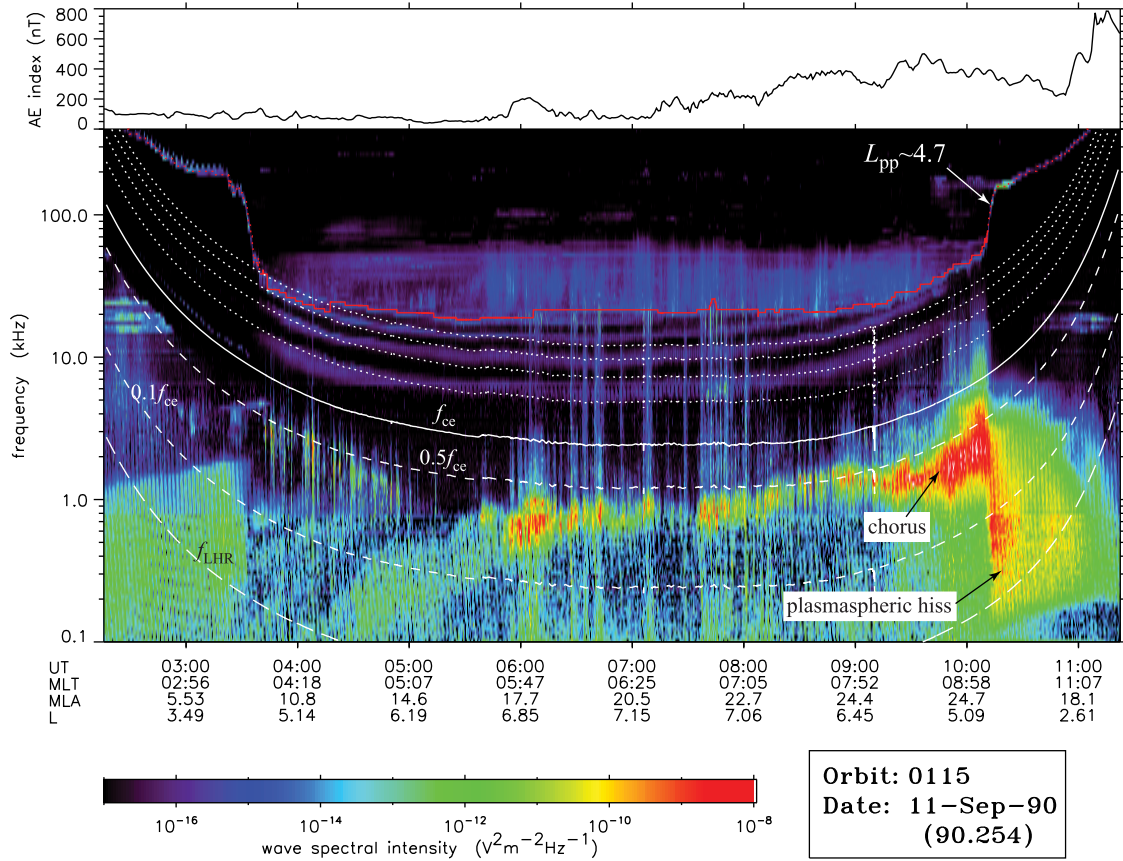 800
600
400
200
0
AE index (nT)
L_pp~4.7
100.0
10.0
1.0
0.1
frequency (kHz)
0.1f_ce
f_ce
0.5f_ce
f_LHR
chorus
plasmaspheric hiss
UT 03:00 04:00 05:00 06:00 07:00 08:00 09:00 10:00 11:00
MLT 02:56 04:18 05:07 05:47 06:25 07:05 07:52 08:58 11:07
MLA 5.53 10.8 14.6 17.7 20.5 22.7 24.4 24.7 18.1
L 3.49 5.14 6.19 6.85 7.15 7.06 6.45 5.09 2.61
10^-16 10^-14 10^-12 10^-10 10^-8
wave spectral intensity (V^2m^-2Hz^-1)
Orbit: 0115
Date: 11-Sep-90
(90.254)